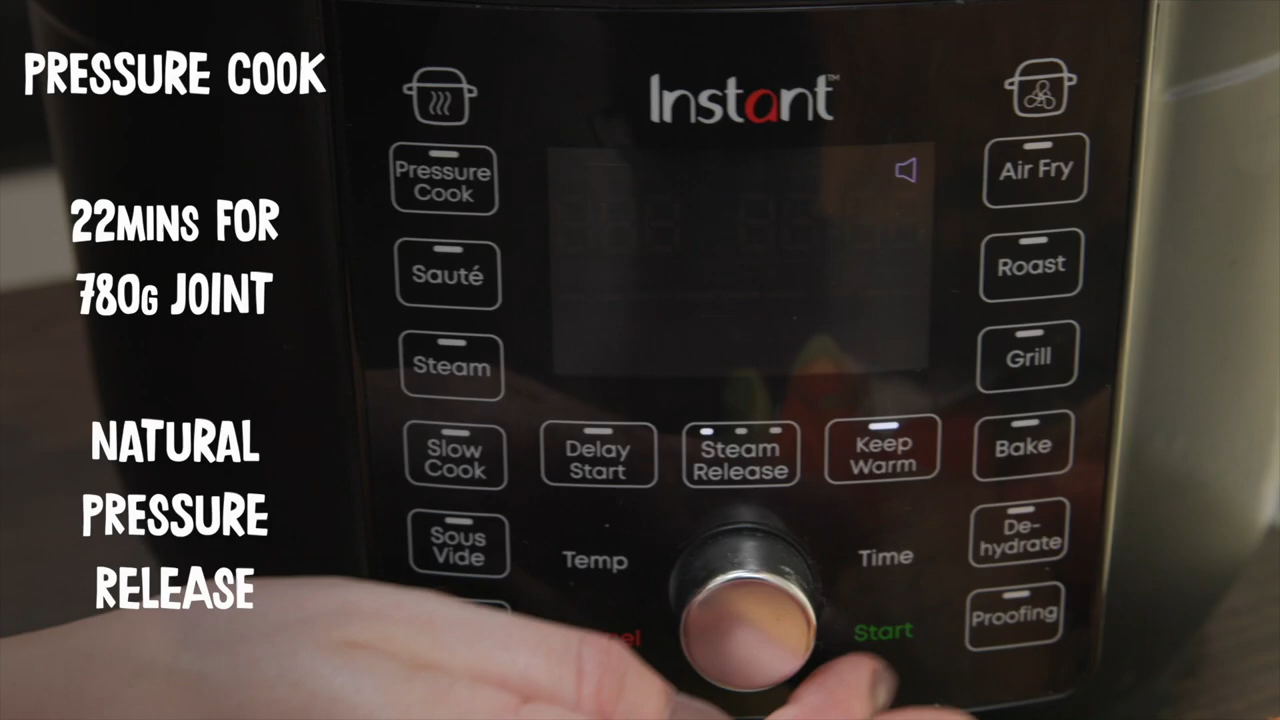 PRESSURE COOK
22MINS FOR
780G JOINT
NATURAL
PRESSURE
RELEASE
Instant™
Pressure
Cook
Sauté
Steam
Slow
Cook
Sous
Vide
Delay
Start
Steam
Release
Keep
Warm
Temp
Time
Start
Air Fry
Roast
Grill
Bake
De-
hydrate
Proofing